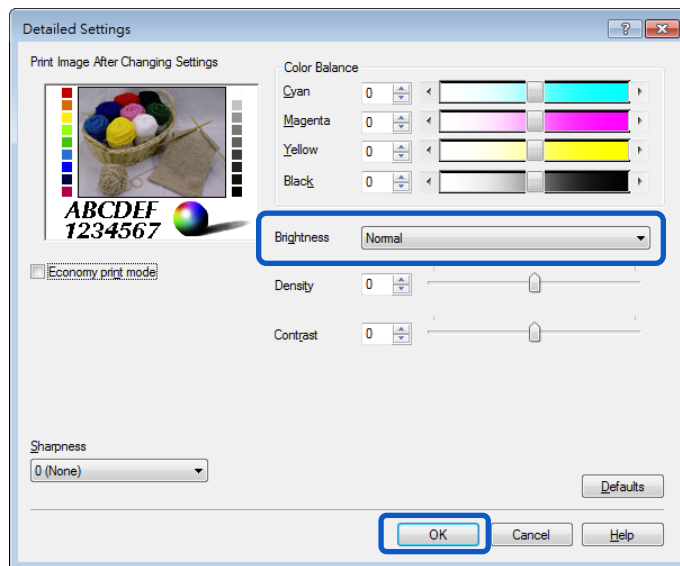 Detailed Settings
Print Image After Changing Settings
ABCDEF
1234567
Economy print mode
Sharpness
0 (None)
Color Balance
Cyan 0
Magenta 0
Yellow 0
Black 0
Brightness Normal
Density 0
Contrast 0
Defaults
OK Cancel Help